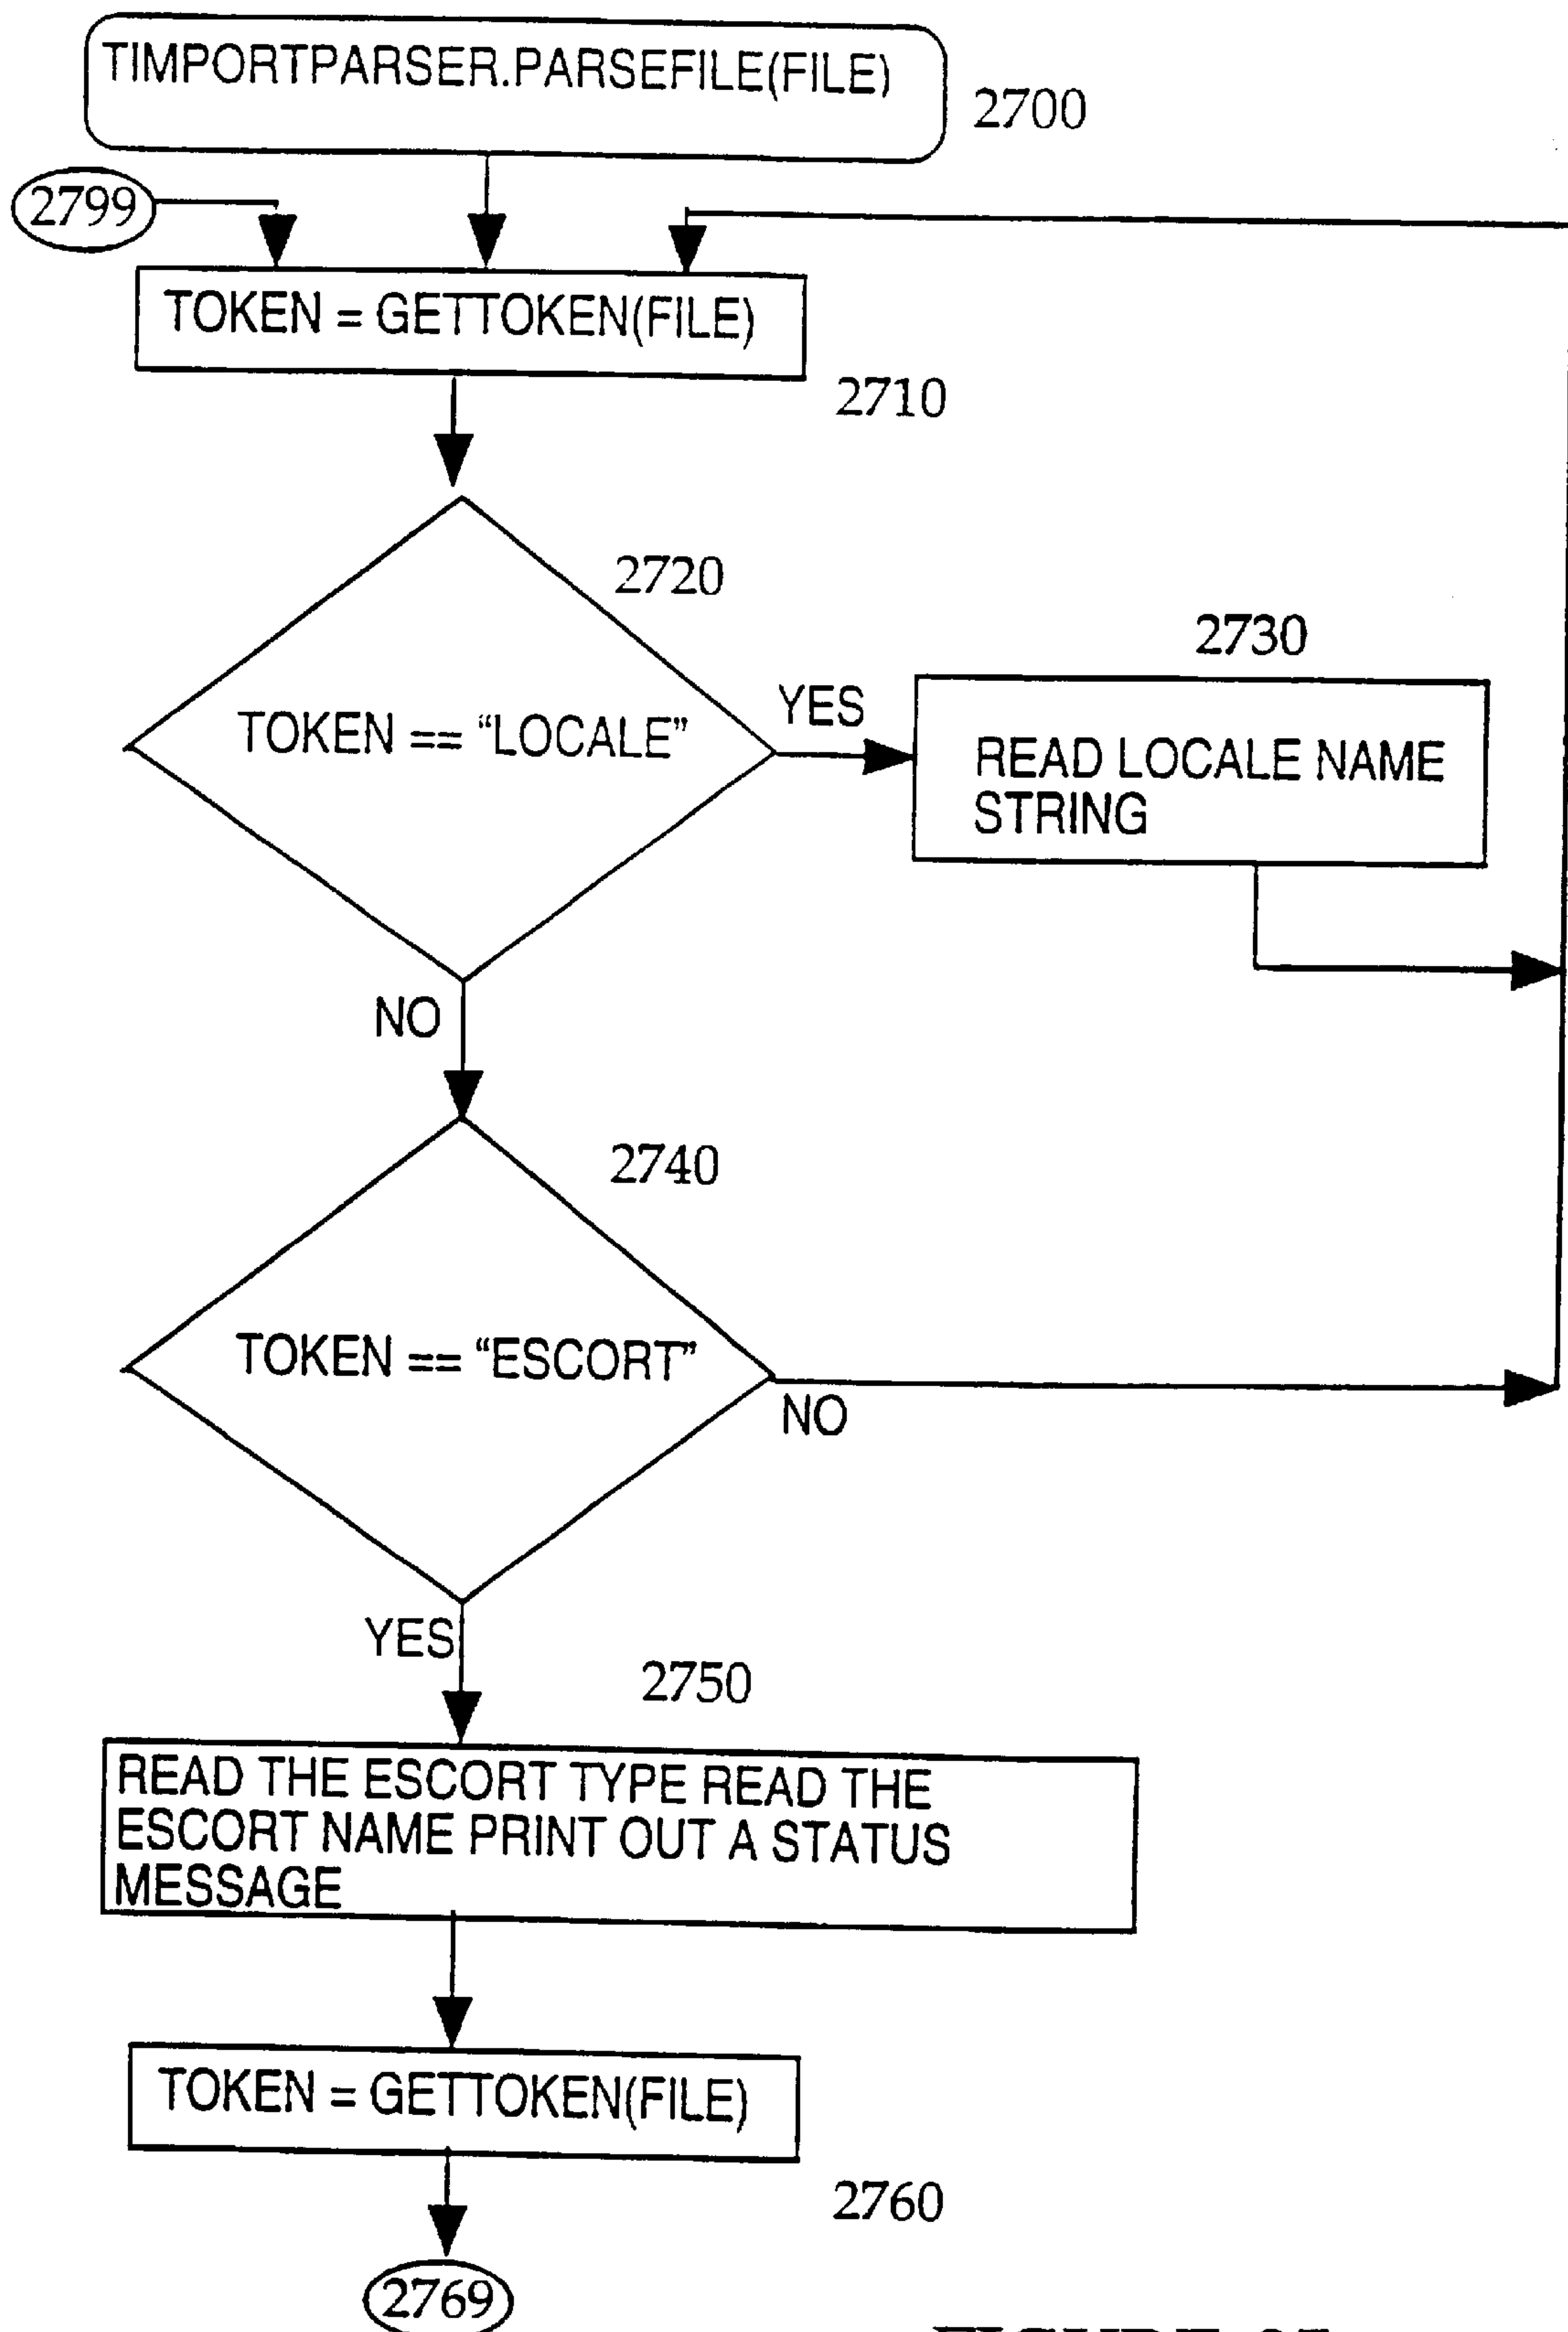 TIMPORTPARSER.PARSEFILE(FILE)
2700
2799
TOKEN = GETTOKEN(FILE)
2710
2720
TOKEN == “LOCALE”
YES
2730
READ LOCALE NAME
STRING
NO
2740
TOKEN == “ESCORT”
NO
YES
2750
READ THE ESCORT TYPE READ THE
ESCORT NAME PRINT OUT A STATUS
MESSAGE
TOKEN = GETTOKEN(FILE)
2760
2769